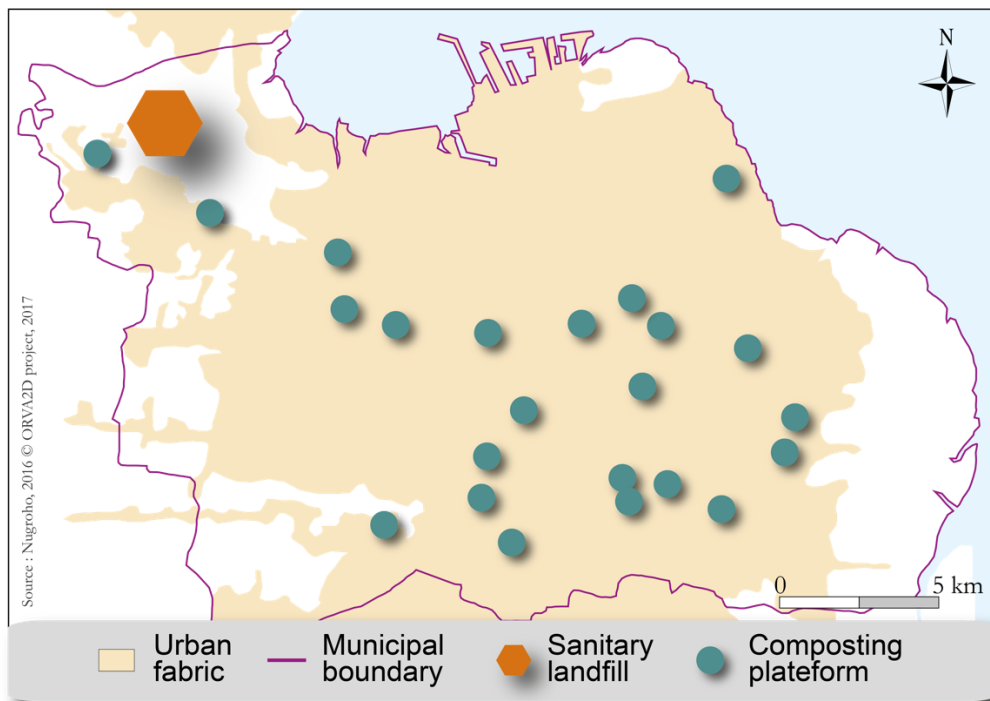 N
Source : Nugroho, 2016 © ORVA2D project, 2017
0 5 km
Urban
fabric
Municipal
boundary
Sanitary
landfill
Composting
plateform